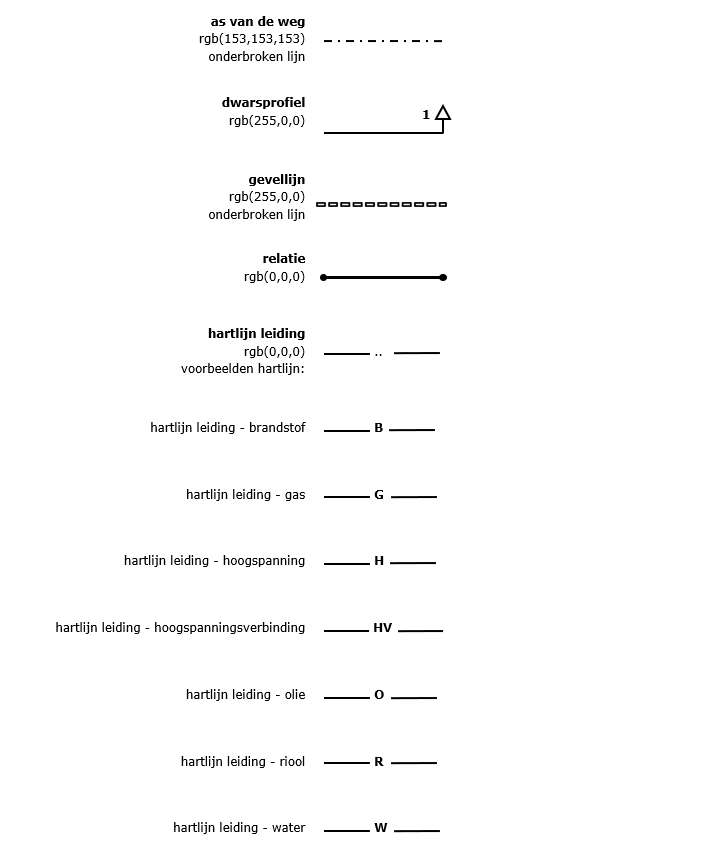 as van de weg
rgb(153,153,153)
onderbroken lijn
dwarsprofiel
rgb(255,0,0)
1
gevellijn
rgb(255,0,0)
onderbroken lijn
relatie
rgb(0,0,0)
hartlijn leiding
rgb(0,0,0)
..
voorbeelden hartlijn:
hartlijn leiding - brandstof B
hartlijn leiding - gas G
hartlijn leiding - hoogspanning H
hartlijn leiding - hoogspanningsverbinding HV
hartlijn leiding - olie O
hartlijn leiding - riool R
hartlijn leiding - water W